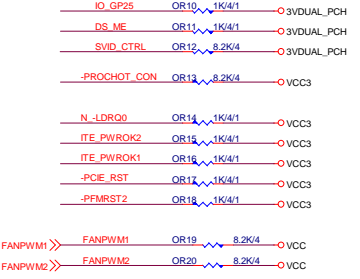 IO_GP25 OR10 1K/4/1 3VDUAL_PCH
DS_ME OR11 1K/4/1 3VDUAL_PCH
SVID_CTRL OR12 8.2K/4 3VDUAL_PCH
-PROCHOT_CON OR13 8.2K/4 VCC3
N_-LDRQ0 OR14 1K/4/1 VCC3
ITE_PWROK2 OR15 1K/4/1 VCC3
ITE_PWROK1 OR16 1K/4/1 VCC3
-PCIE_RST OR17 1K/4/1 VCC3
-PFMRST2 OR18 1K/4/1 VCC3
FANPWM1 FANPWM1 OR19 8.2K/4 VCC
FANPWM2 FANPWM2 OR20 8.2K/4 VCC